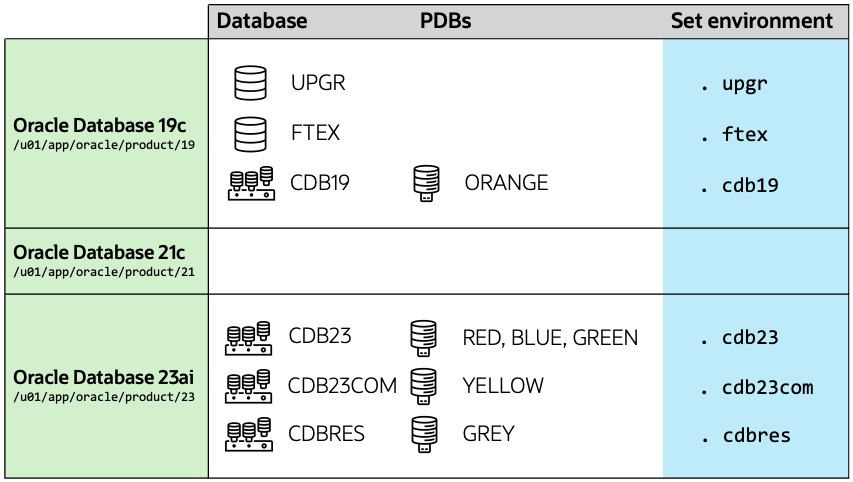 Database PDBs Set environment
Oracle Database 19c
/u01/app/oracle/product/19
UPGR . upgr
FTEX . ftex
CDB19 ORANGE . cdb19
Oracle Database 21c
/u01/app/oracle/product/21
Oracle Database 23ai
/u01/app/oracle/product/23
CDB23 RED, BLUE, GREEN . cdb23
CDB23COM YELLOW . cdb23com
CDBRES GREY . cdbres